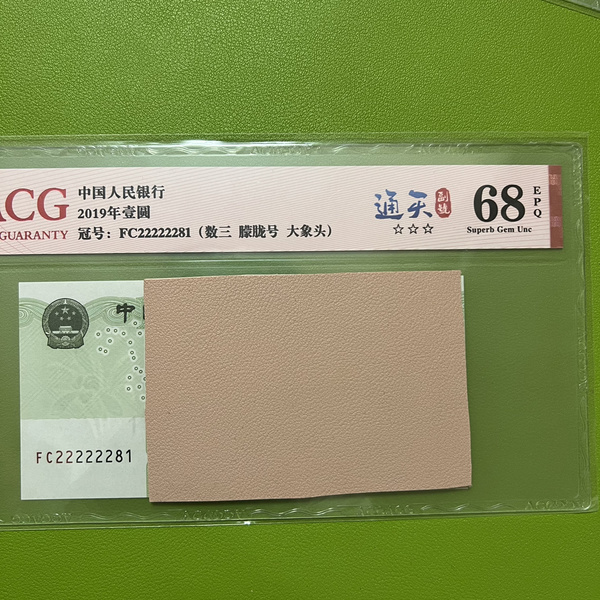 ACG
GUARANTY
中国人民银行
2019年壹圆
冠号：FC22222281（数三 朦胧号 大象头）
通天
副號
☆☆☆
68
EPQ
Superb Gem Unc
中
FC22222281